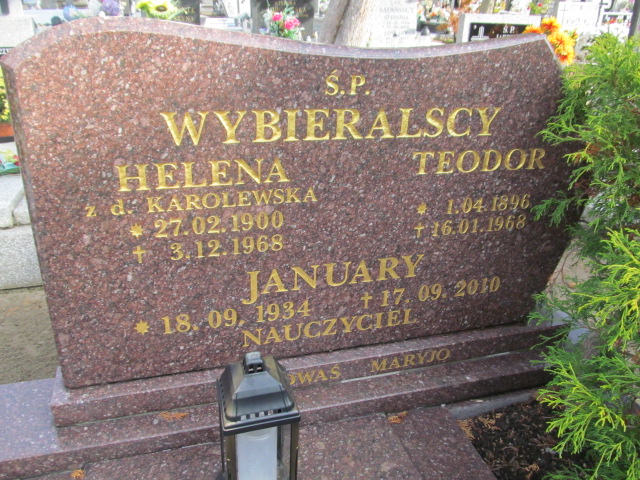 Ś.P.
WYBIERALSCY
HELENA
z d. KAROLEWSKA
* 27.02.1900
† 3.12.1968
TEODOR
* 1.04.1896
† 16.01.1968
JANUARY
* 18.09.1934 † 17.09.2010
NAUCZYCIEL
MARYJO
Ś.P.